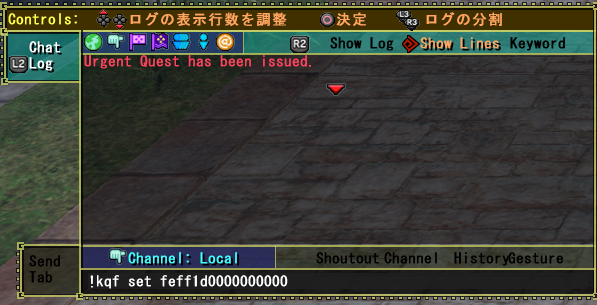 Controls: ログの表示行数を調整 決定 L3 R3 ログの分割
Chat
L2 Log
R2 Show Log Show Lines Keyword
Urgent Quest has been issued.
Send
Tab
Channel: Local Shoutout Channel HistoryGesture
!kqf set feff1d0000000000